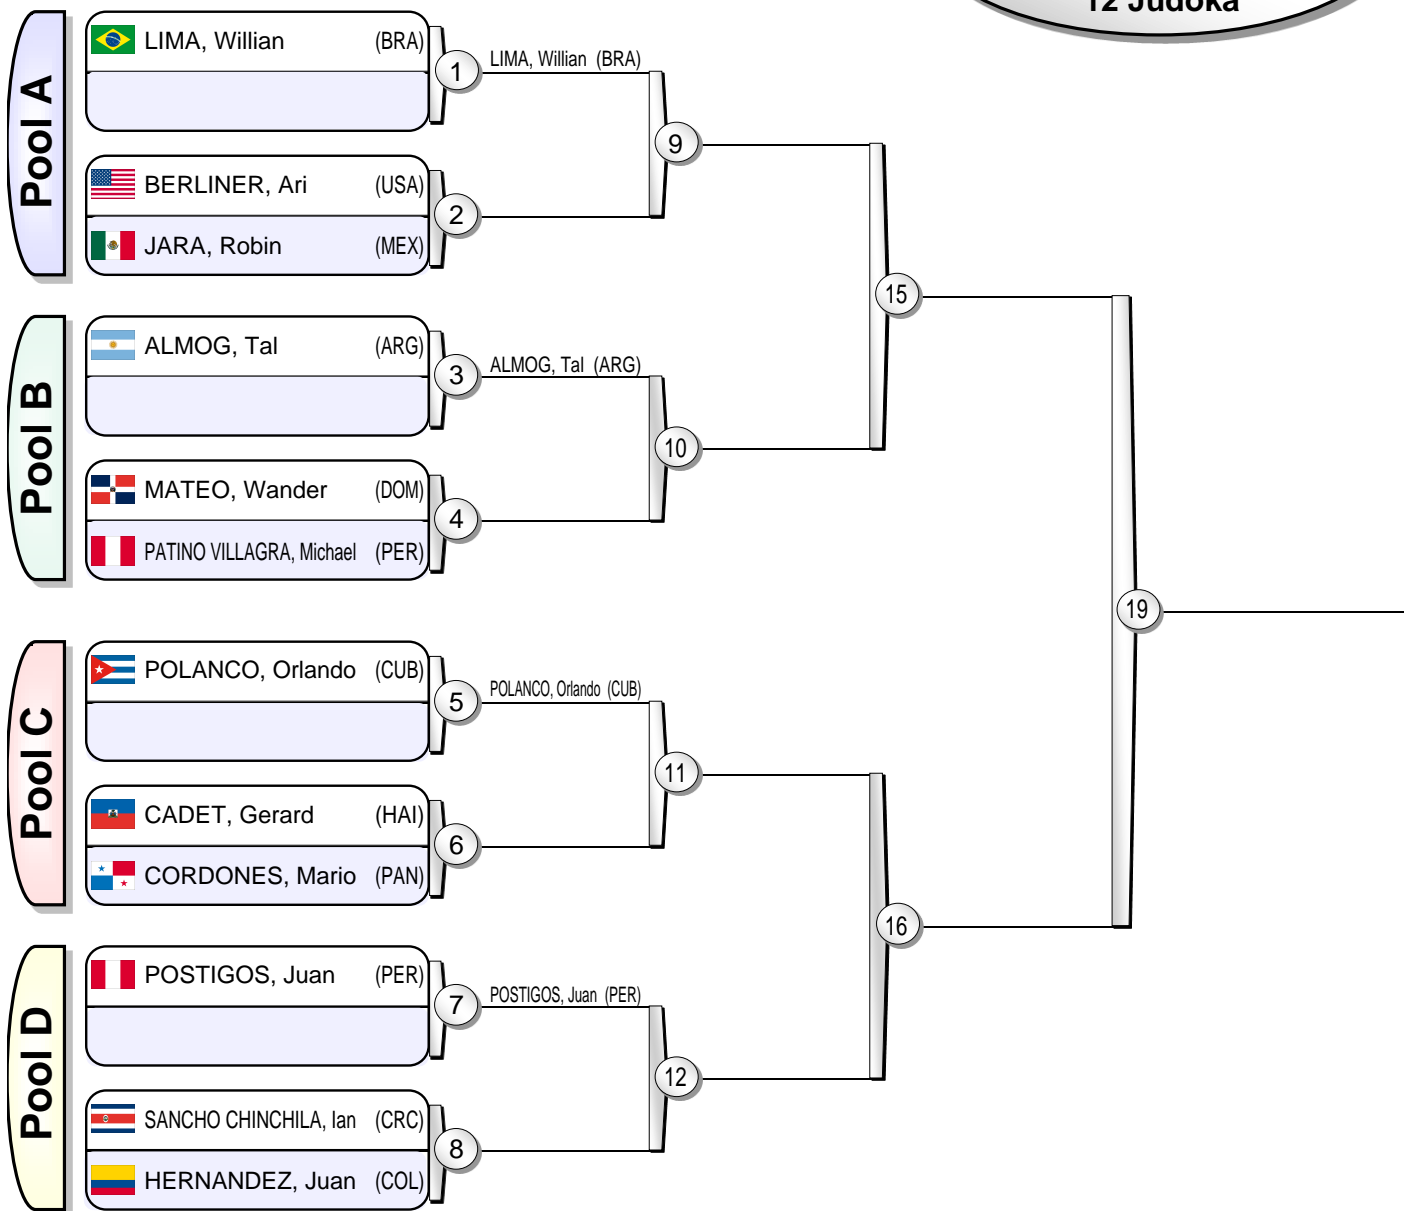 12 Judoka
Pool A
LIMA, Willian (BRA)
1
LIMA, Willian (BRA)
9
BERLINER, Ari (USA)
2
JARA, Robin (MEX)
15
Pool B
ALMOG, Tal (ARG)
3
ALMOG, Tal (ARG)
10
MATEO, Wander (DOM)
4
PATINO VILLAGRA, Michael (PER)
19
Pool C
POLANCO, Orlando (CUB)
5
POLANCO, Orlando (CUB)
11
CADET, Gerard (HAI)
6
CORDONES, Mario (PAN)
16
Pool D
POSTIGOS, Juan (PER)
7
POSTIGOS, Juan (PER)
12
SANCHO CHINCHILA, Ian (CRC)
8
HERNANDEZ, Juan (COL)